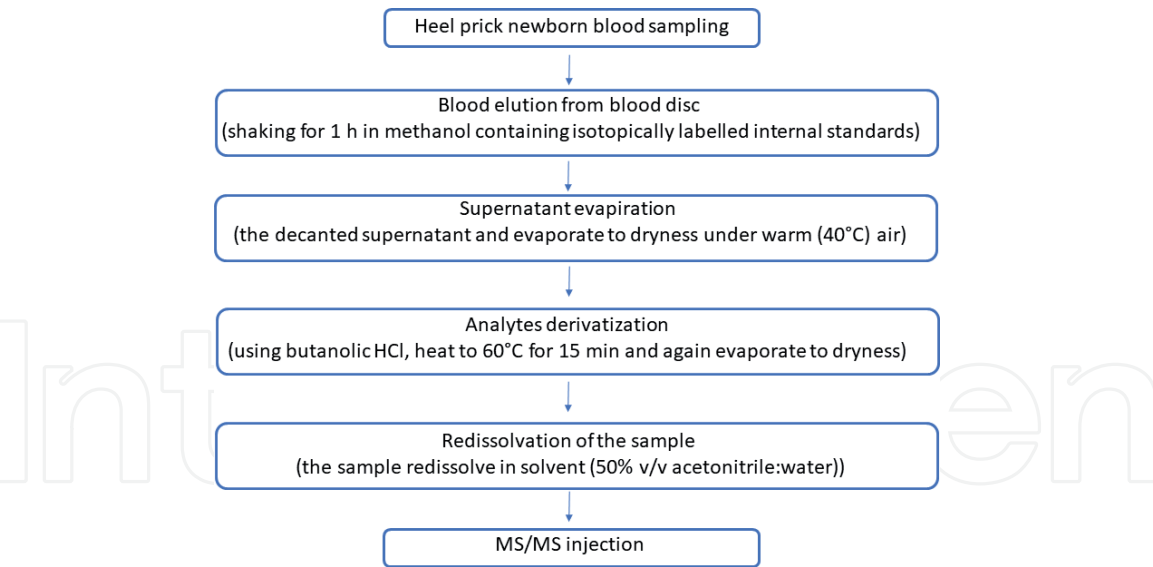 Heel prick newborn blood sampling
Blood elution from blood disc
(shaking for 1 h in methanol containing isotopically labelled internal standards)
Supernatant evapiration
(the decanted supernatant and evaporate to dryness under warm (40°C) air)
Analytes derivatization
(using butanolic HCl, heat to 60°C for 15 min and again evaporate to dryness)
Redissolvation of the sample
(the sample redissolve in solvent (50% v/v acetonitrile:water))
MS/MS injection